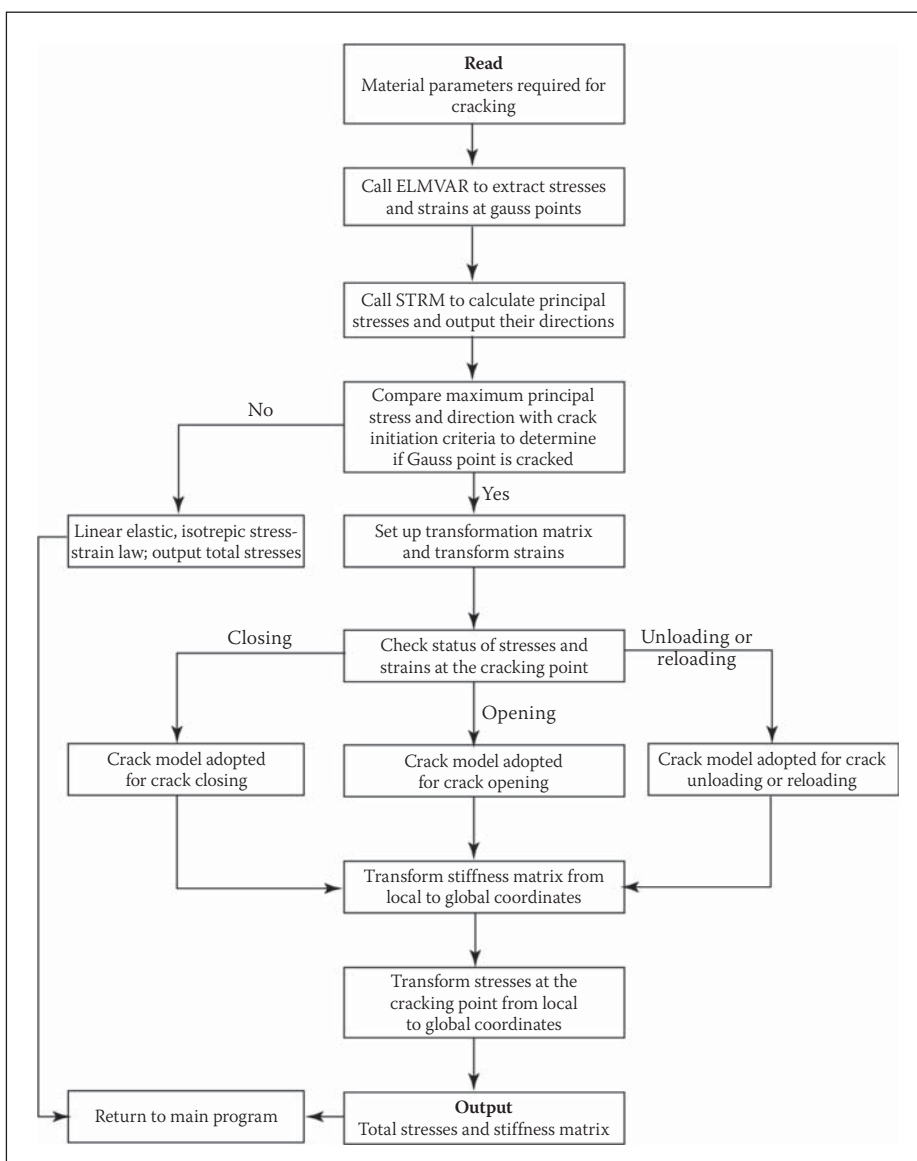 Read
Material parameters required for
cracking
Call ELMVAR to extract stresses
and strains at gauss points
Call STRM to calculate principal
stresses and output their directions
Compare maximum principal
stress and direction with crack
initiation criteria to determine
if Gauss point is cracked
No
Yes
Linear elastic, isotrepic stress-
strain law; output total stresses
Set up transformation matrix
and transform strains
Closing
Check status of stresses and
strains at the cracking point
Unloading or
reloading
Opening
Crack model adopted
for crack closing
Crack model adopted
for crack opening
Crack model adopted for crack
unloading or reloading
Transform stiffness matrix from
local to global coordinates
Transform stresses at the
cracking point from local
to global coordinates
Return to main program
Output
Total stresses and stiffness matrix